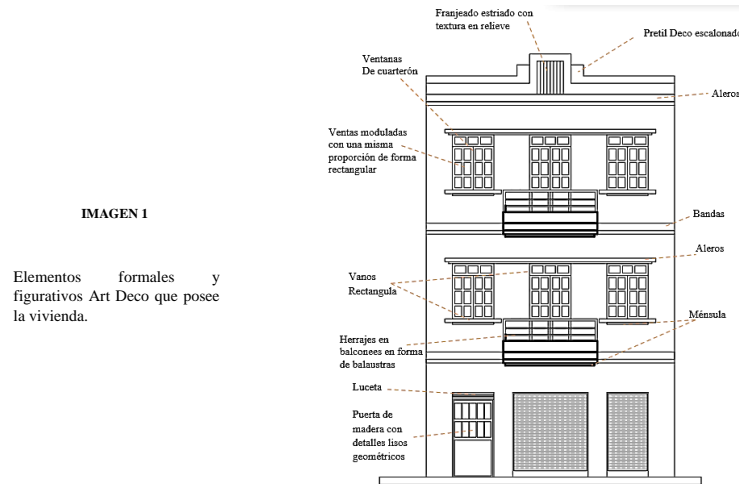 IMAGEN 1
Elementos formales y
figurativos Art Deco que posee
la vivienda.
Franjeado estriado con
textura en relieve
Pretil Deco escalonado
Ventanas
De cuarterón
Aleros
Ventas moduladas
con una misma
proporción de forma
rectangular
Bandas
Aleros
Vanos
Rectangula
Ménsula
Herrajes en
balconees en forma
de balaustras
Luceta
Puerta de
madera con
detalles lisos
geométricos